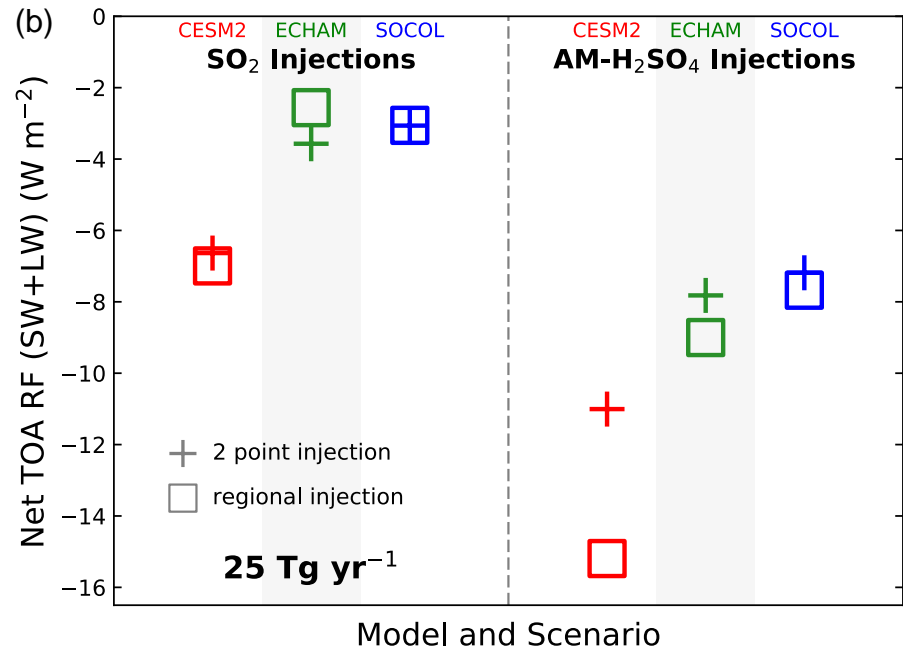 (b)
CESM2 ECHAM SOCOL CESM2 ECHAM SOCOL
SO₂ Injections AM-H₂SO₄ Injections
0
−2
−4
−6
−8
−10
−12
−14
−16
Net TOA RF (SW+LW) (W m⁻²)
2 point injection
regional injection
25 Tg yr⁻¹
Model and Scenario